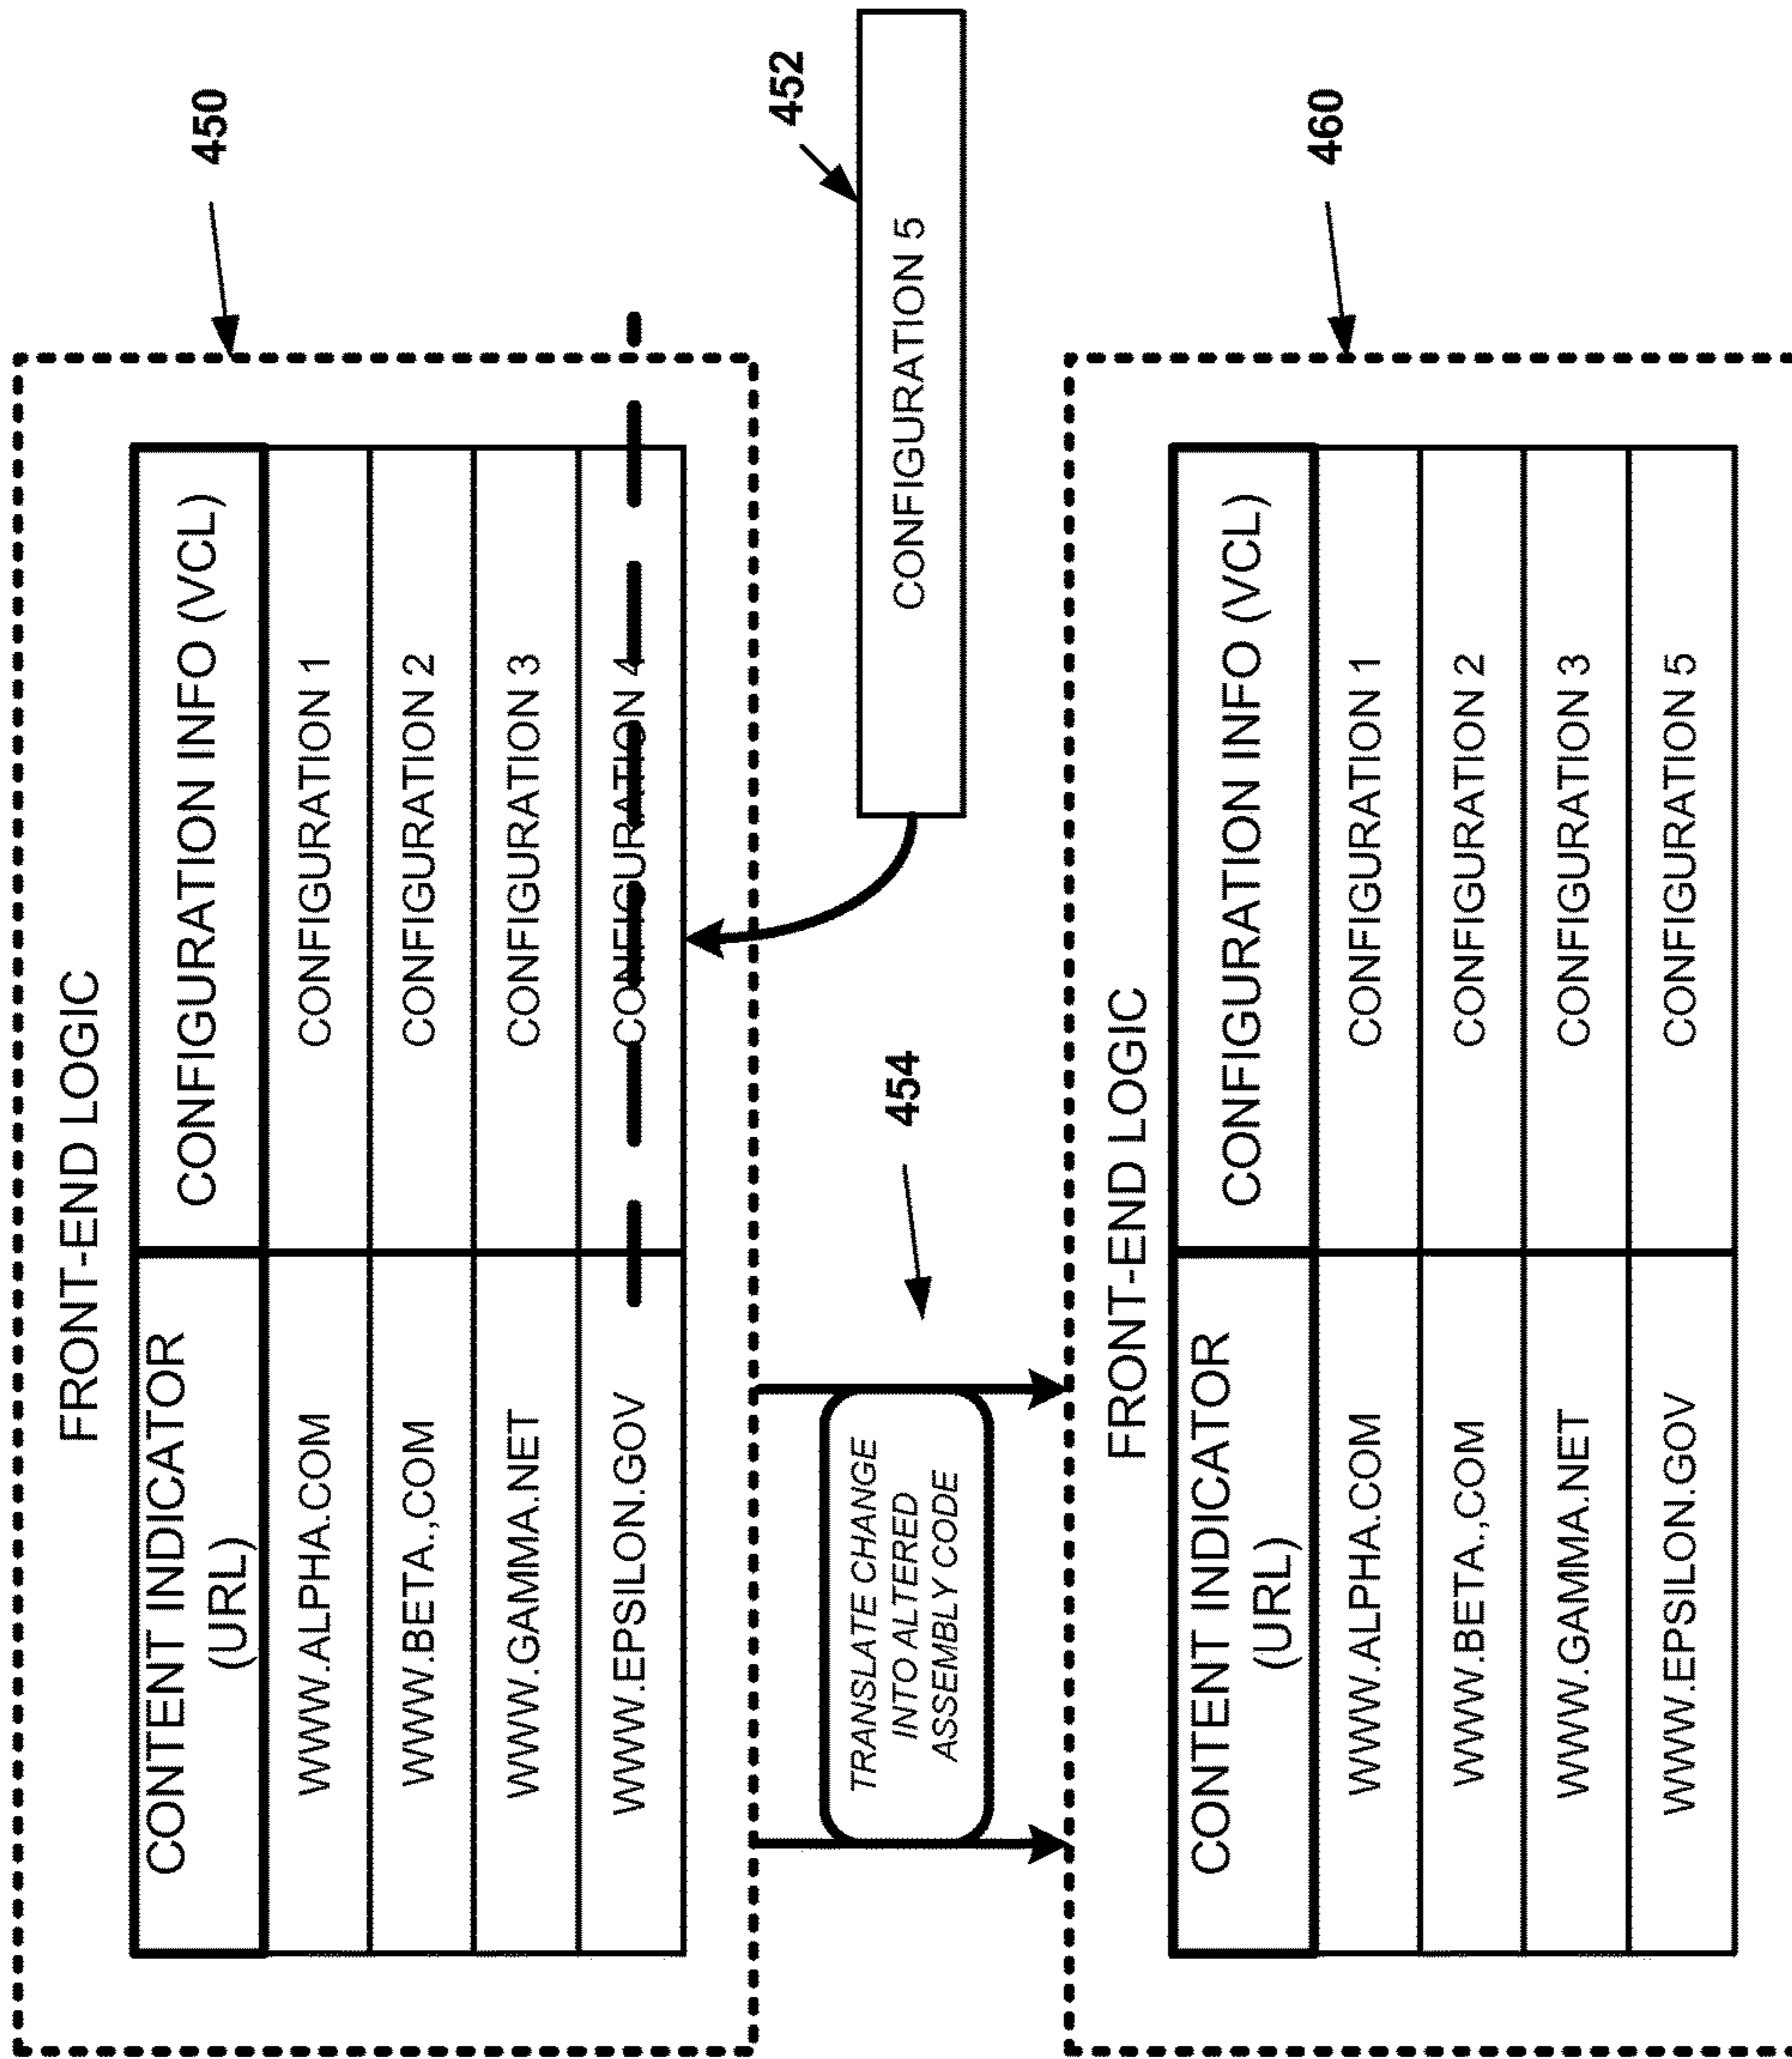 FRONT-END LOGIC
450
CONTENT INDICATOR
(URL)
CONFIGURATION INFO (VCL)
WWW.ALPHA.COM
CONFIGURATION 1
WWW.BETA.,COM
CONFIGURATION 2
WWW.GAMMA.NET
CONFIGURATION 3
WWW.EPSILON.GOV
CONFIGURATION 4
452
CONFIGURATION 5
454
TRANSLATE CHANGE
INTO ALTERED
ASSEMBLY CODE
FRONT-END LOGIC
460
CONTENT INDICATOR
(URL)
CONFIGURATION INFO (VCL)
WWW.ALPHA.COM
CONFIGURATION 1
WWW.BETA.,COM
CONFIGURATION 2
WWW.GAMMA.NET
CONFIGURATION 3
WWW.EPSILON.GOV
CONFIGURATION 5